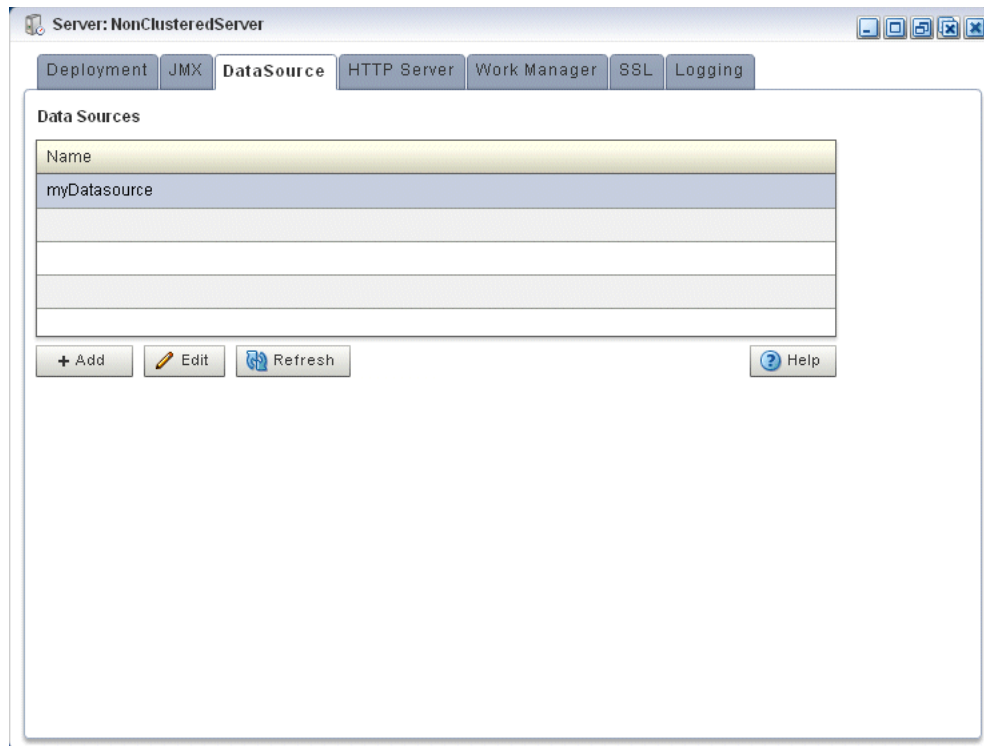 Server: NonClusteredServer
Deployment JMX DataSource HTTP Server Work Manager SSL Logging
Data Sources
Name
myDatasource
+ Add Edit Refresh ? Help